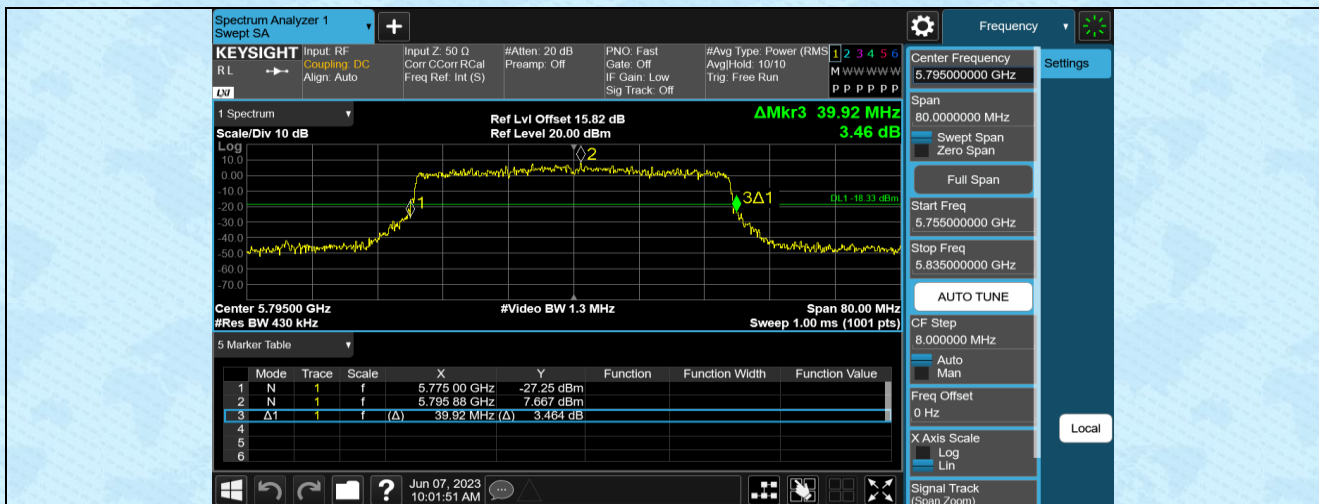 Spectrum Analyzer 1
Swept SA
+
Frequency
KEYSIGHT
R L
LXI
Input: RF
Coupling: DC
Align: Auto
Input Z: 50 Ω
Corr CCorr RCal
Freq Ref: Int (S)
#Atten: 20 dB
Preamp: Off
PNO: Fast
Gate: Off
IF Gain: Low
Sig Track: Off
#Avg Type: Power (RMS
Avg|Hold: 10/10
Trig: Free Run
1 2 3 4 5 6
M W W W W W
P P P P P P
1 Spectrum
Scale/Div 10 dB
Ref Lvl Offset 15.82 dB
Ref Level 20.00 dBm
ΔMkr3 39.92 MHz
3.46 dB
Log
10.0
0.00
-10.0
-20.0
-30.0
-40.0
-50.0
-60.0
-70.0
2
1
3Δ1
DL1 -18.33 dBm
Center 5.79500 GHz
#Video BW 1.3 MHz
Span 80.00 MHz
#Res BW 430 kHz
Sweep 1.00 ms (1001 pts)
5 Marker Table
Mode Trace Scale X Y Function Function Width Function Value
1 N 1 f 5.775 00 GHz -27.25 dBm
2 N 1 f 5.795 88 GHz 7.667 dBm
3 Δ1 1 f (Δ) 39.92 MHz (Δ) 3.464 dB
4
5
6
?
Jun 07, 2023
10:01:51 AM
Center Frequency
5.795000000 GHz
Settings
Span
80.0000000 MHz
Swept Span
Zero Span
Full Span
Start Freq
5.755000000 GHz
Stop Freq
5.835000000 GHz
AUTO TUNE
CF Step
8.000000 MHz
Auto
Man
Freq Offset
0 Hz
X Axis Scale
Log
Lin
Signal Track
(Span Zoom)
Local